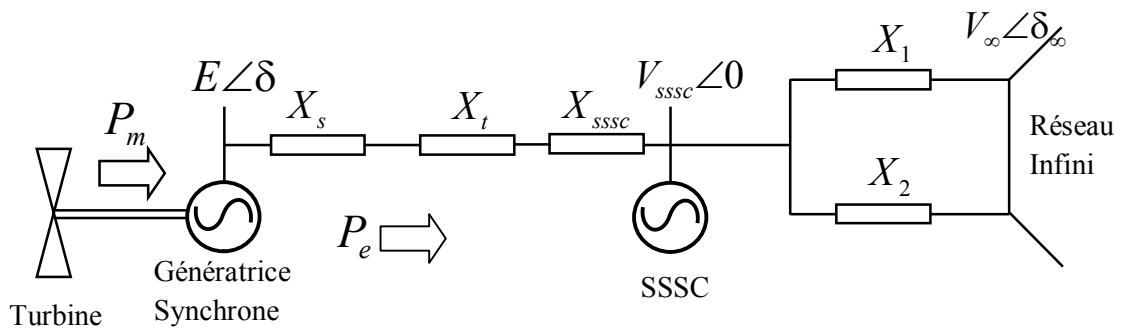 E∠δ
V_sssc∠0
V_∞∠δ_∞
P_m
X_s
X_t
X_sssc
X_1
X_2
P_e
Réseau
Infini
Génératrice
Synchrone
Turbine
SSSC